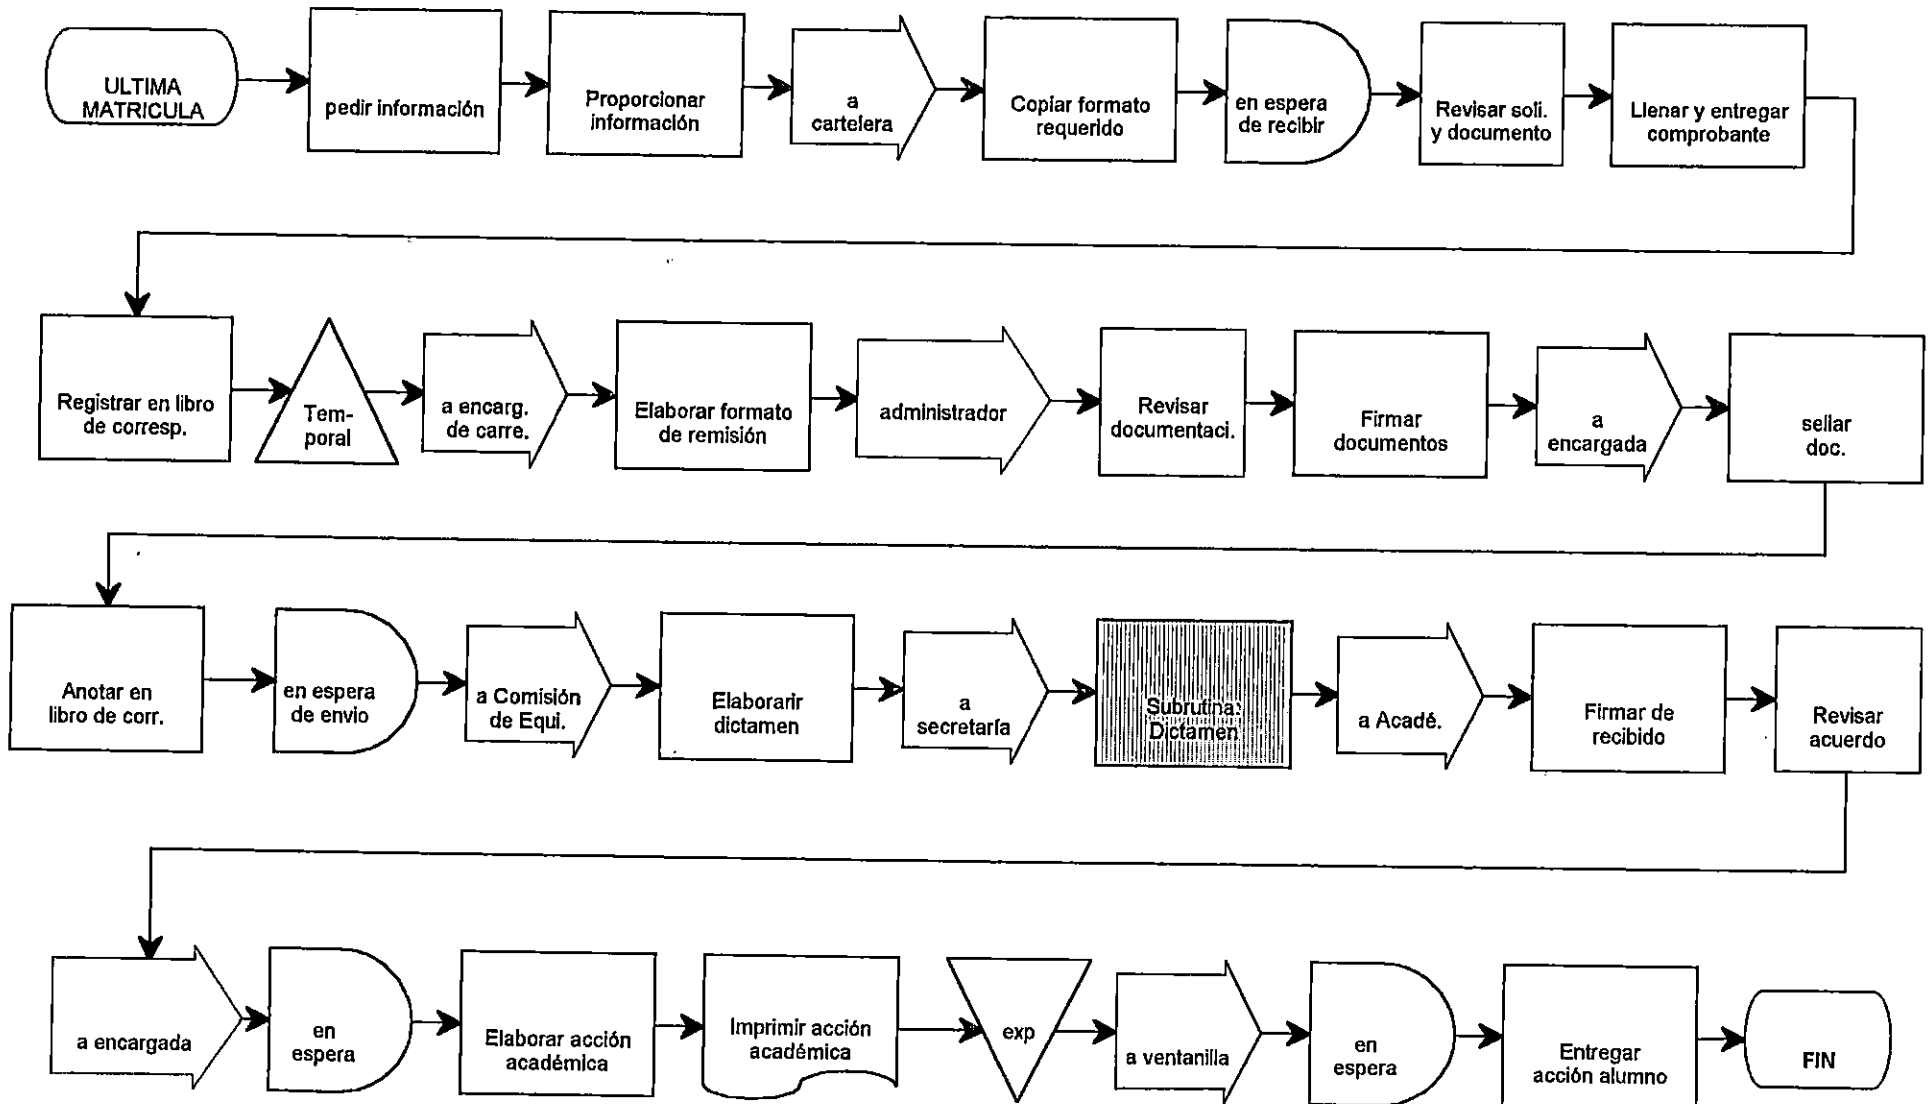 ULTIMA
MATRICULA
pedir información
Proporcionar
información
a
cartelera
Copiar formato
requerido
en espera
de recibir
Revisar soli.
y documento
Llenar y entregar
comprobante
Registrar en libro
de corresp.
Tem-
poral
a encarg.
de carre.
Elaborar formato
de remisión
administrador
Revisar
documentaci.
Firmar
documentos
a
encargada
sellar
doc.
Anotar en
libro de corr.
en espera
de envio
a Comisión
de Equi.
Elaborarir
dictamen
a
secretaría
Subrutina:
Dictamen
a Acadé.
Firmar de
recibido
Revisar
acuerdo
a encargada
en
espera
Elaborar acción
académica
Imprimir acción
académica
exp
a ventanilla
en
espera
Entregar
acción alumno
FIN